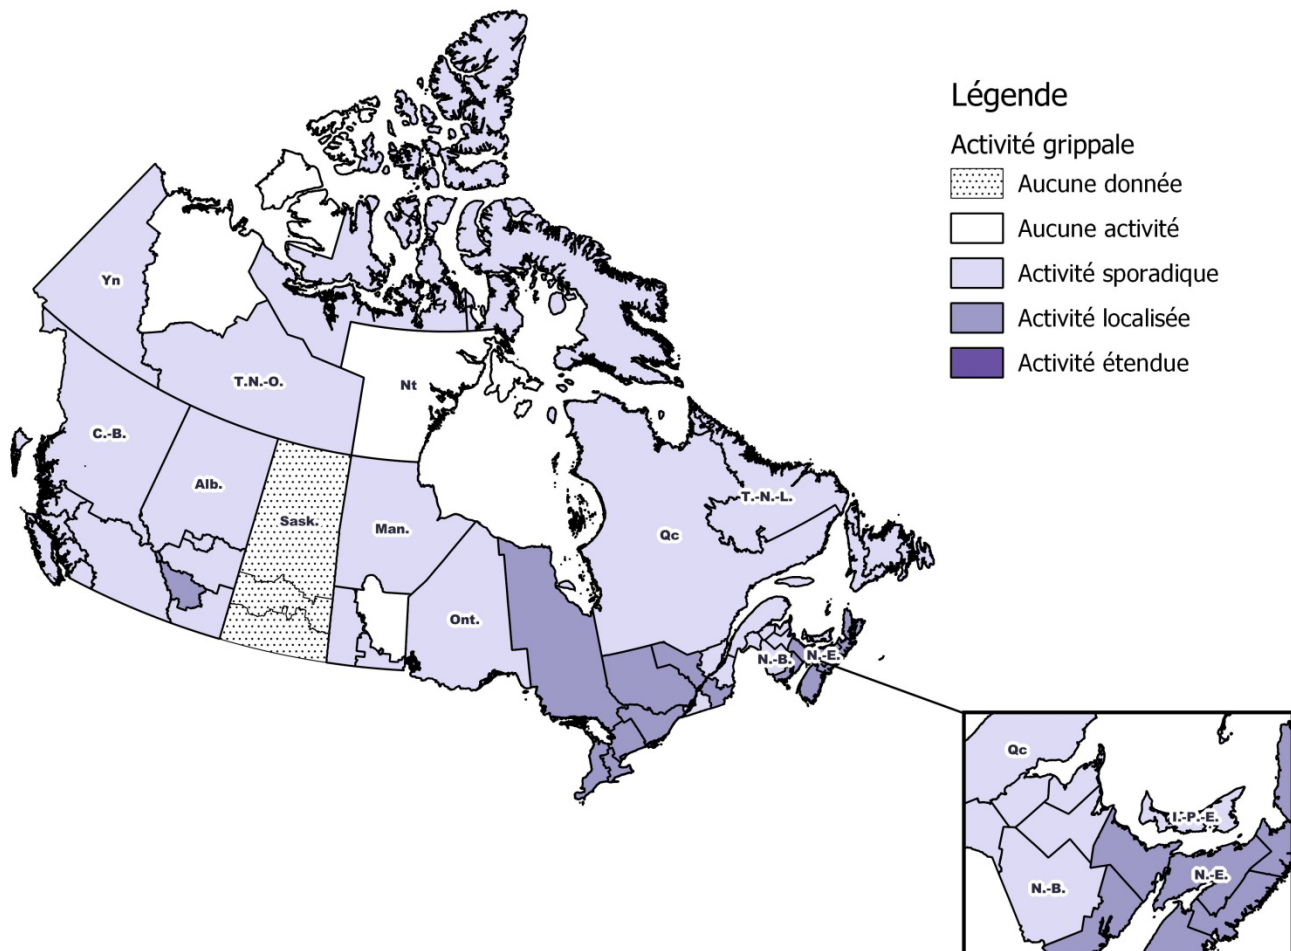 Légende
Activité grippale
Aucune donnée
Aucune activité
Activité sporadique
Activité localisée
Activité étendue
Yn
T.N.-O.
Nt
C.-B.
Alb.
Sask.
Man.
Ont.
Qc
T.-N.-L.
N.-B.
N.-E.
Qc
I.-P.-E.
N.-E.
N.-B.